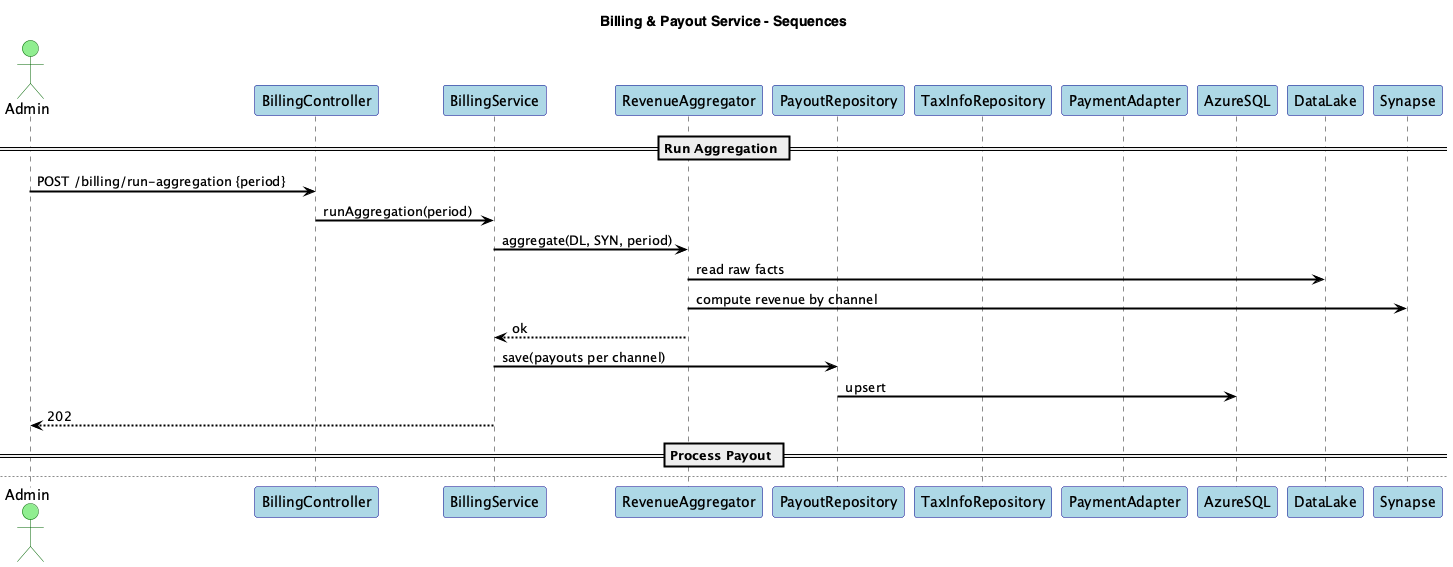 Billing & Payout Service - Sequences
Admin
BillingController
BillingService
RevenueAggregator
PayoutRepository
TaxInfoRepository
PaymentAdapter
AzureSQL
DataLake
Synapse
Run Aggregation
POST /billing/run-aggregation {period}
runAggregation(period)
aggregate(DL, SYN, period)
read raw facts
compute revenue by channel
ok
save(payouts per channel)
upsert
202
Process Payout
Admin
BillingController
BillingService
RevenueAggregator
PayoutRepository
TaxInfoRepository
PaymentAdapter
AzureSQL
DataLake
Synapse